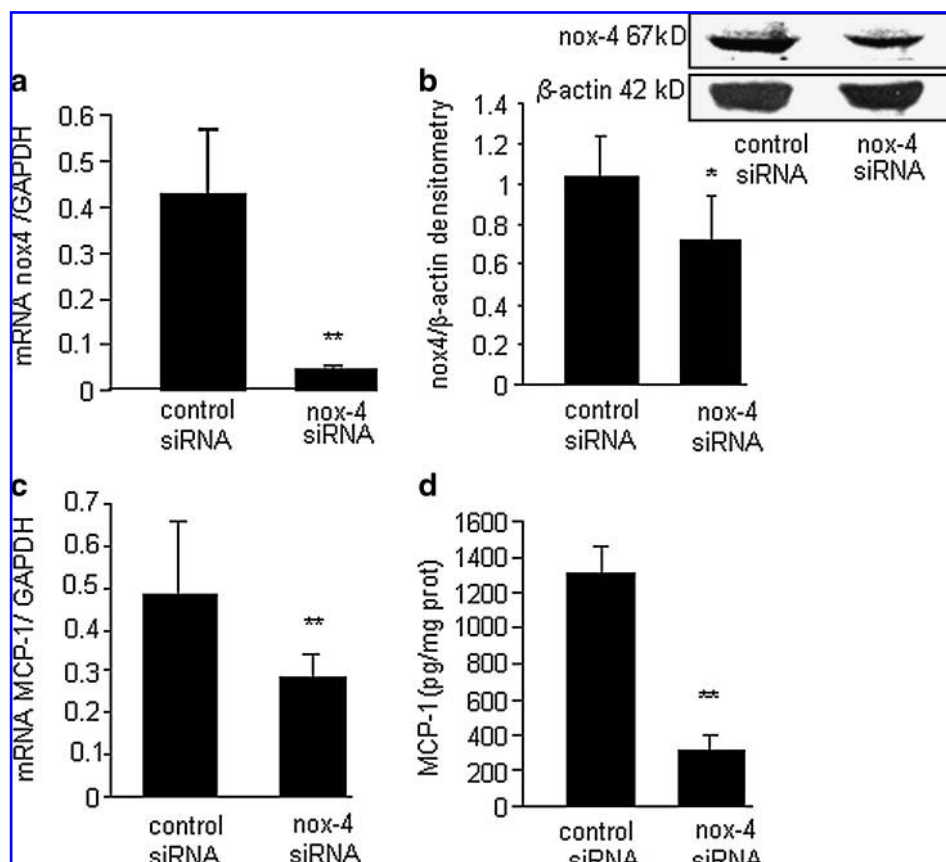 nox-4 67kD
β-actin 42 kD
control
siRNA
nox-4
siRNA
a
mRNA nox4 /GAPDH
0.6
0.5
0.4
0.3
0.2
0.1
0
**
control
siRNA
nox-4
siRNA
b
nox4/β-actin densitometry
1.4
1.2
1
0.8
0.6
0.4
0.2
0
*
control
siRNA
nox-4
siRNA
c
mRNA MCP-1/ GAPDH
0.7
0.6
0.5
0.4
0.3
0.2
0.1
0
**
control
siRNA
nox-4
siRNA
d
MCP-1 (pg/mg prot)
1600
1400
1200
1000
800
600
400
200
0
**
control
siRNA
nox-4
siRNA